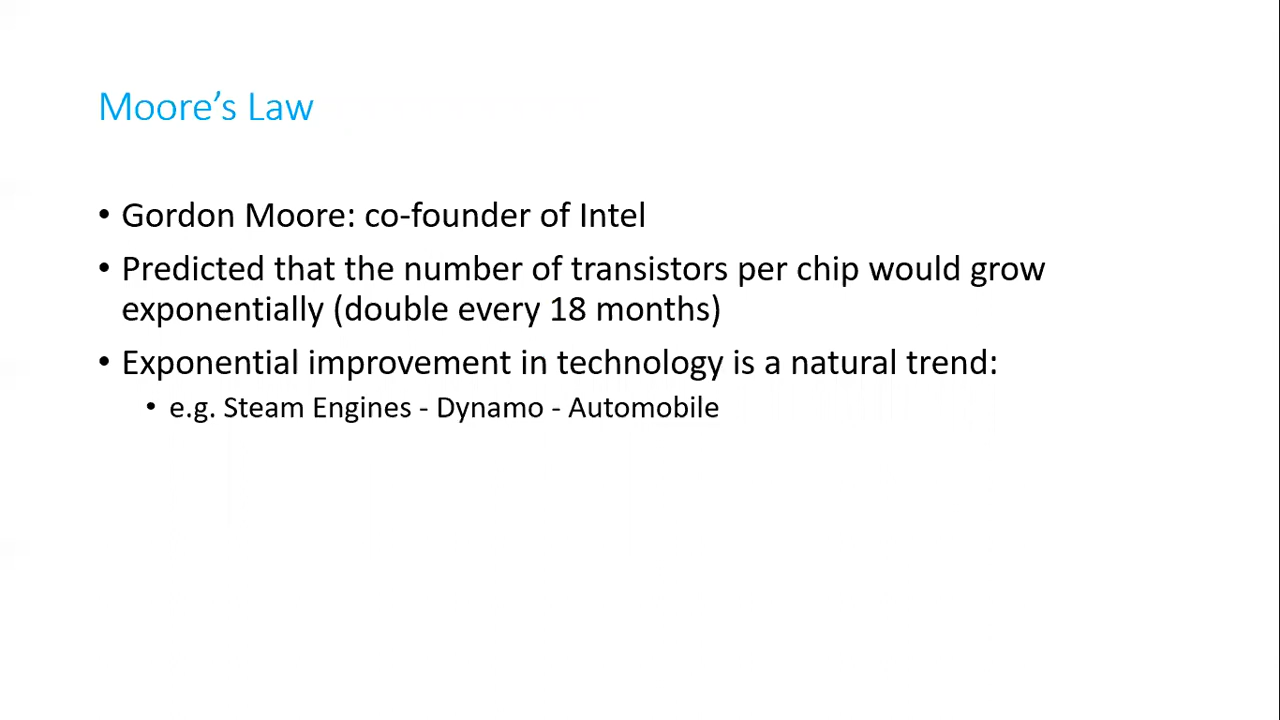 Moore’s Law
• Gordon Moore: co-founder of Intel
• Predicted that the number of transistors per chip would grow
exponentially (double every 18 months)
• Exponential improvement in technology is a natural trend:
• e.g. Steam Engines - Dynamo - Automobile